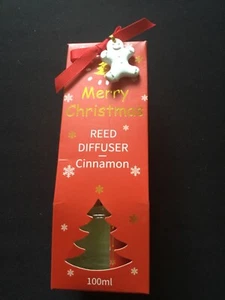 Merry
Christmas
REED
DIFFUSER
Cinnamon
100ml